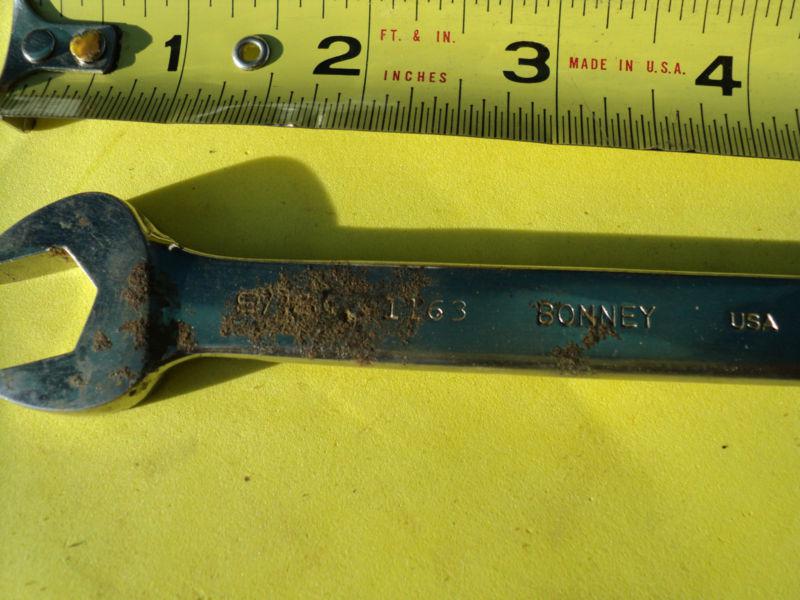 1 2 3 4
FT. & IN.
INCHES
MADE IN U.S.A.
1163 BONNEY USA